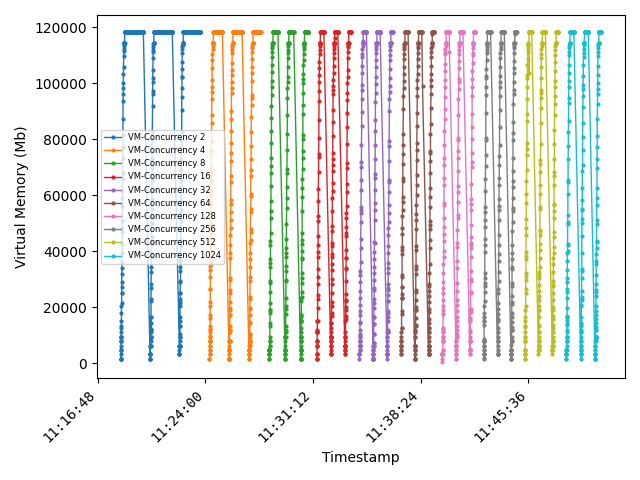 120000
100000
80000
60000
40000
20000
0
Virtual Memory (Mb)
VM-Concurrency 2
VM-Concurrency 4
VM-Concurrency 8
VM-Concurrency 16
VM-Concurrency 32
VM-Concurrency 64
VM-Concurrency 128
VM-Concurrency 256
VM-Concurrency 512
VM-Concurrency 1024
11:16:48
11:24:00
11:31:12
11:38:24
11:45:36
Timestamp